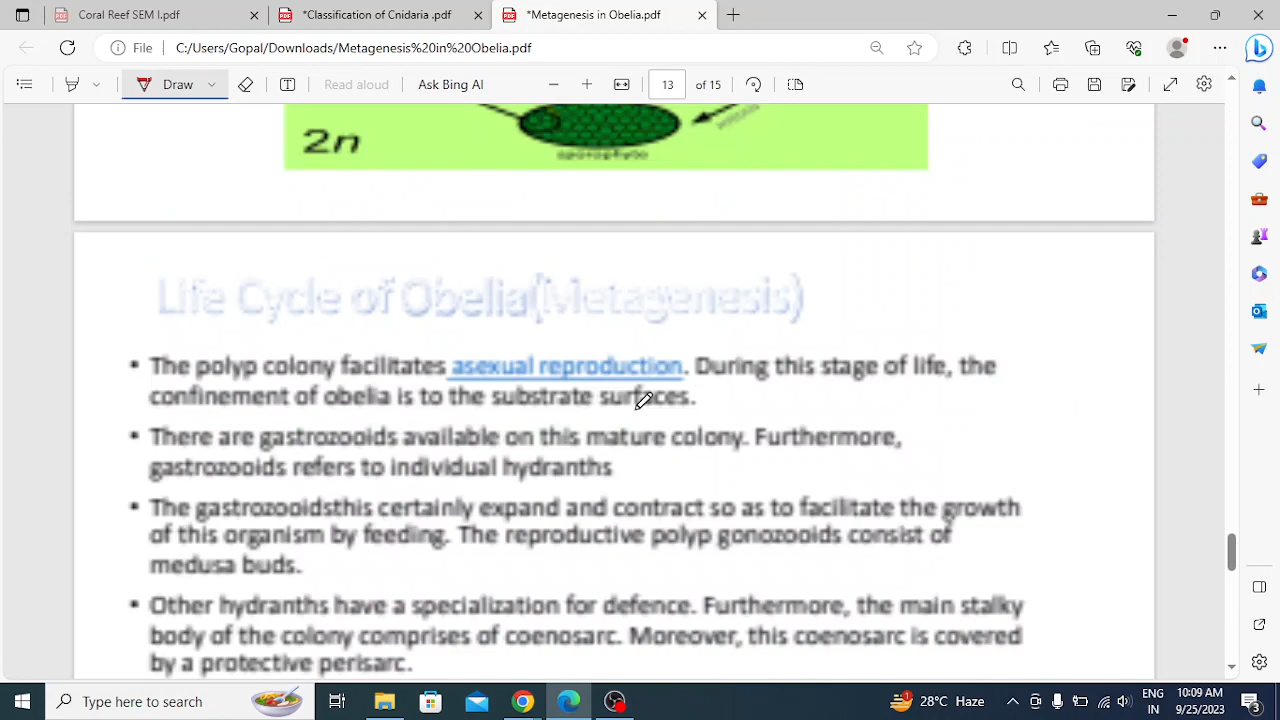 Coral Reef SEM4.pdf
*Classification of Cnidaria.pdf
*Metagenesis in Obelia.pdf
File
C:/Users/Gopal/Downloads/Metagenesis%20in%20Obelia.pdf
Draw
Read aloud
Ask Bing AI
13 of 15
2n
sporophyte
Life Cycle of Obelia(Metagenesis)
• The polyp colony facilitates asexual reproduction. During this stage of life, the
confinement of obelia is to the substrate surfaces.
• There are gastrozooids available on this mature colony. Furthermore,
gastrozooids refers to individual hydranths
• The gastrozooidsthis certainly expand and contract so as to facilitate the growth
of this organism by feeding. The reproductive polyp gonozooids consist of
medusa buds.
• Other hydranths have a specialization for defence. Furthermore, the main stalky
body of the colony comprises of coenosarc. Moreover, this coenosarc is covered
by a protective perisarc.
Type here to search
1
28°C Haze
ENG
IN
10:09 AM
9/25/2023
3